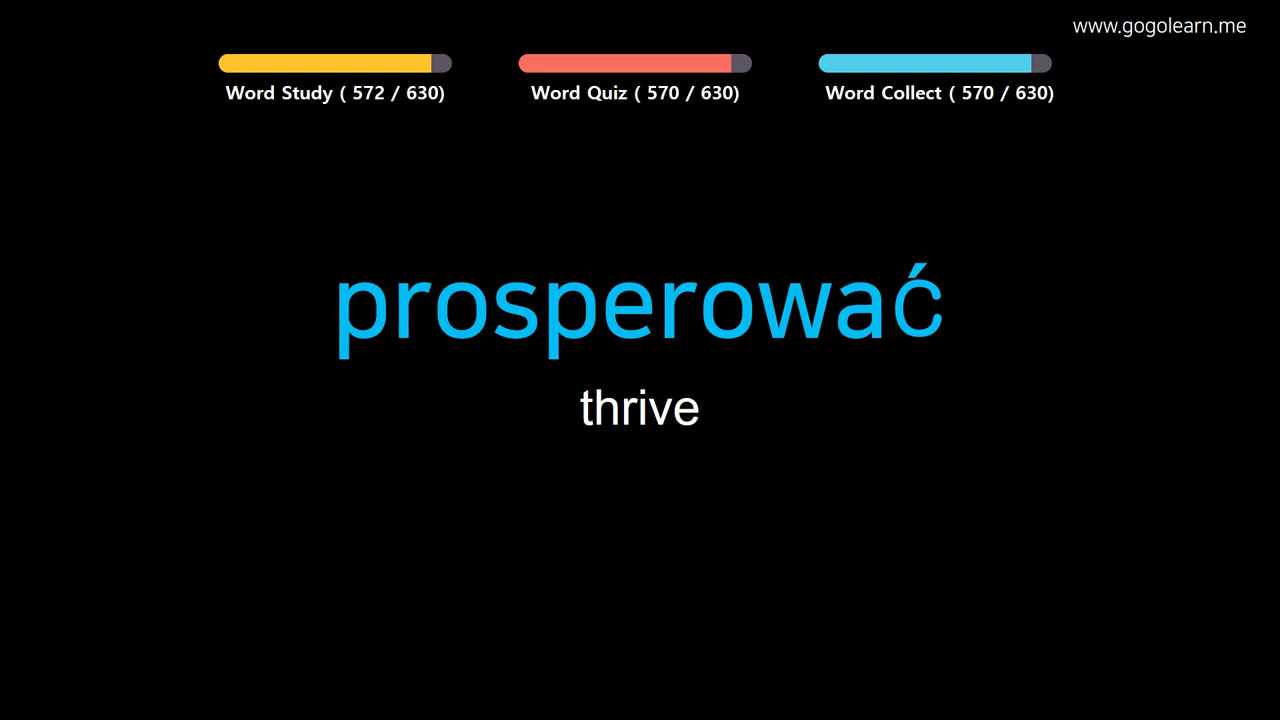 www.gogolearn.me
Word Study ( 572 / 630)
Word Quiz ( 570 / 630)
Word Collect ( 570 / 630)
prosperować
thrive